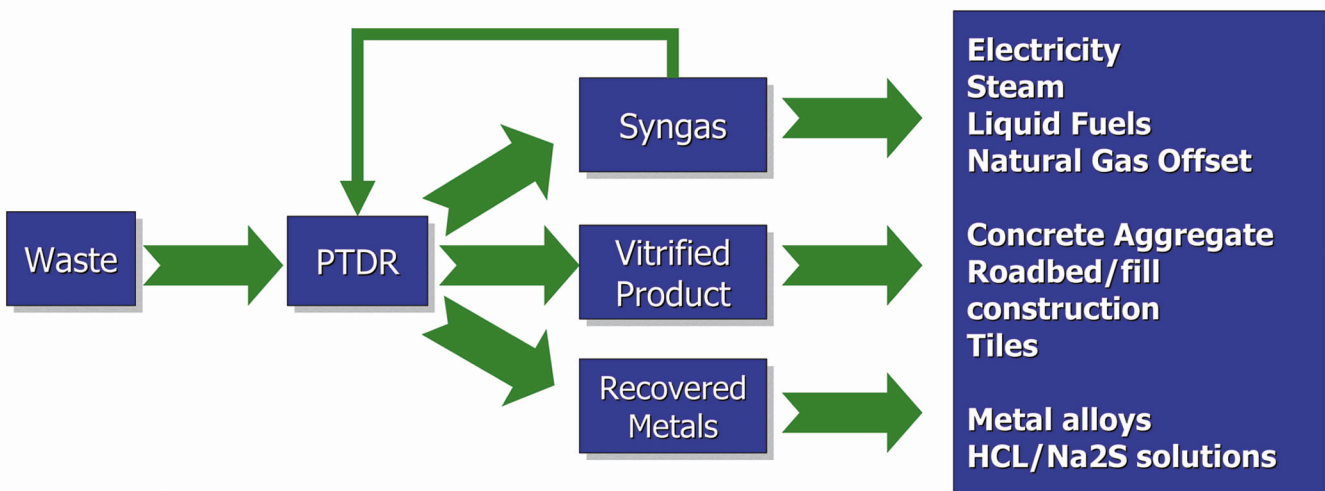 Waste
PTDR
Syngas
Vitrified
Product
Recovered
Metals
Electricity
Steam
Liquid Fuels
Natural Gas Offset
Concrete Aggregate
Roadbed/fill
construction
Tiles
Metal alloys
HCL/Na2S solutions